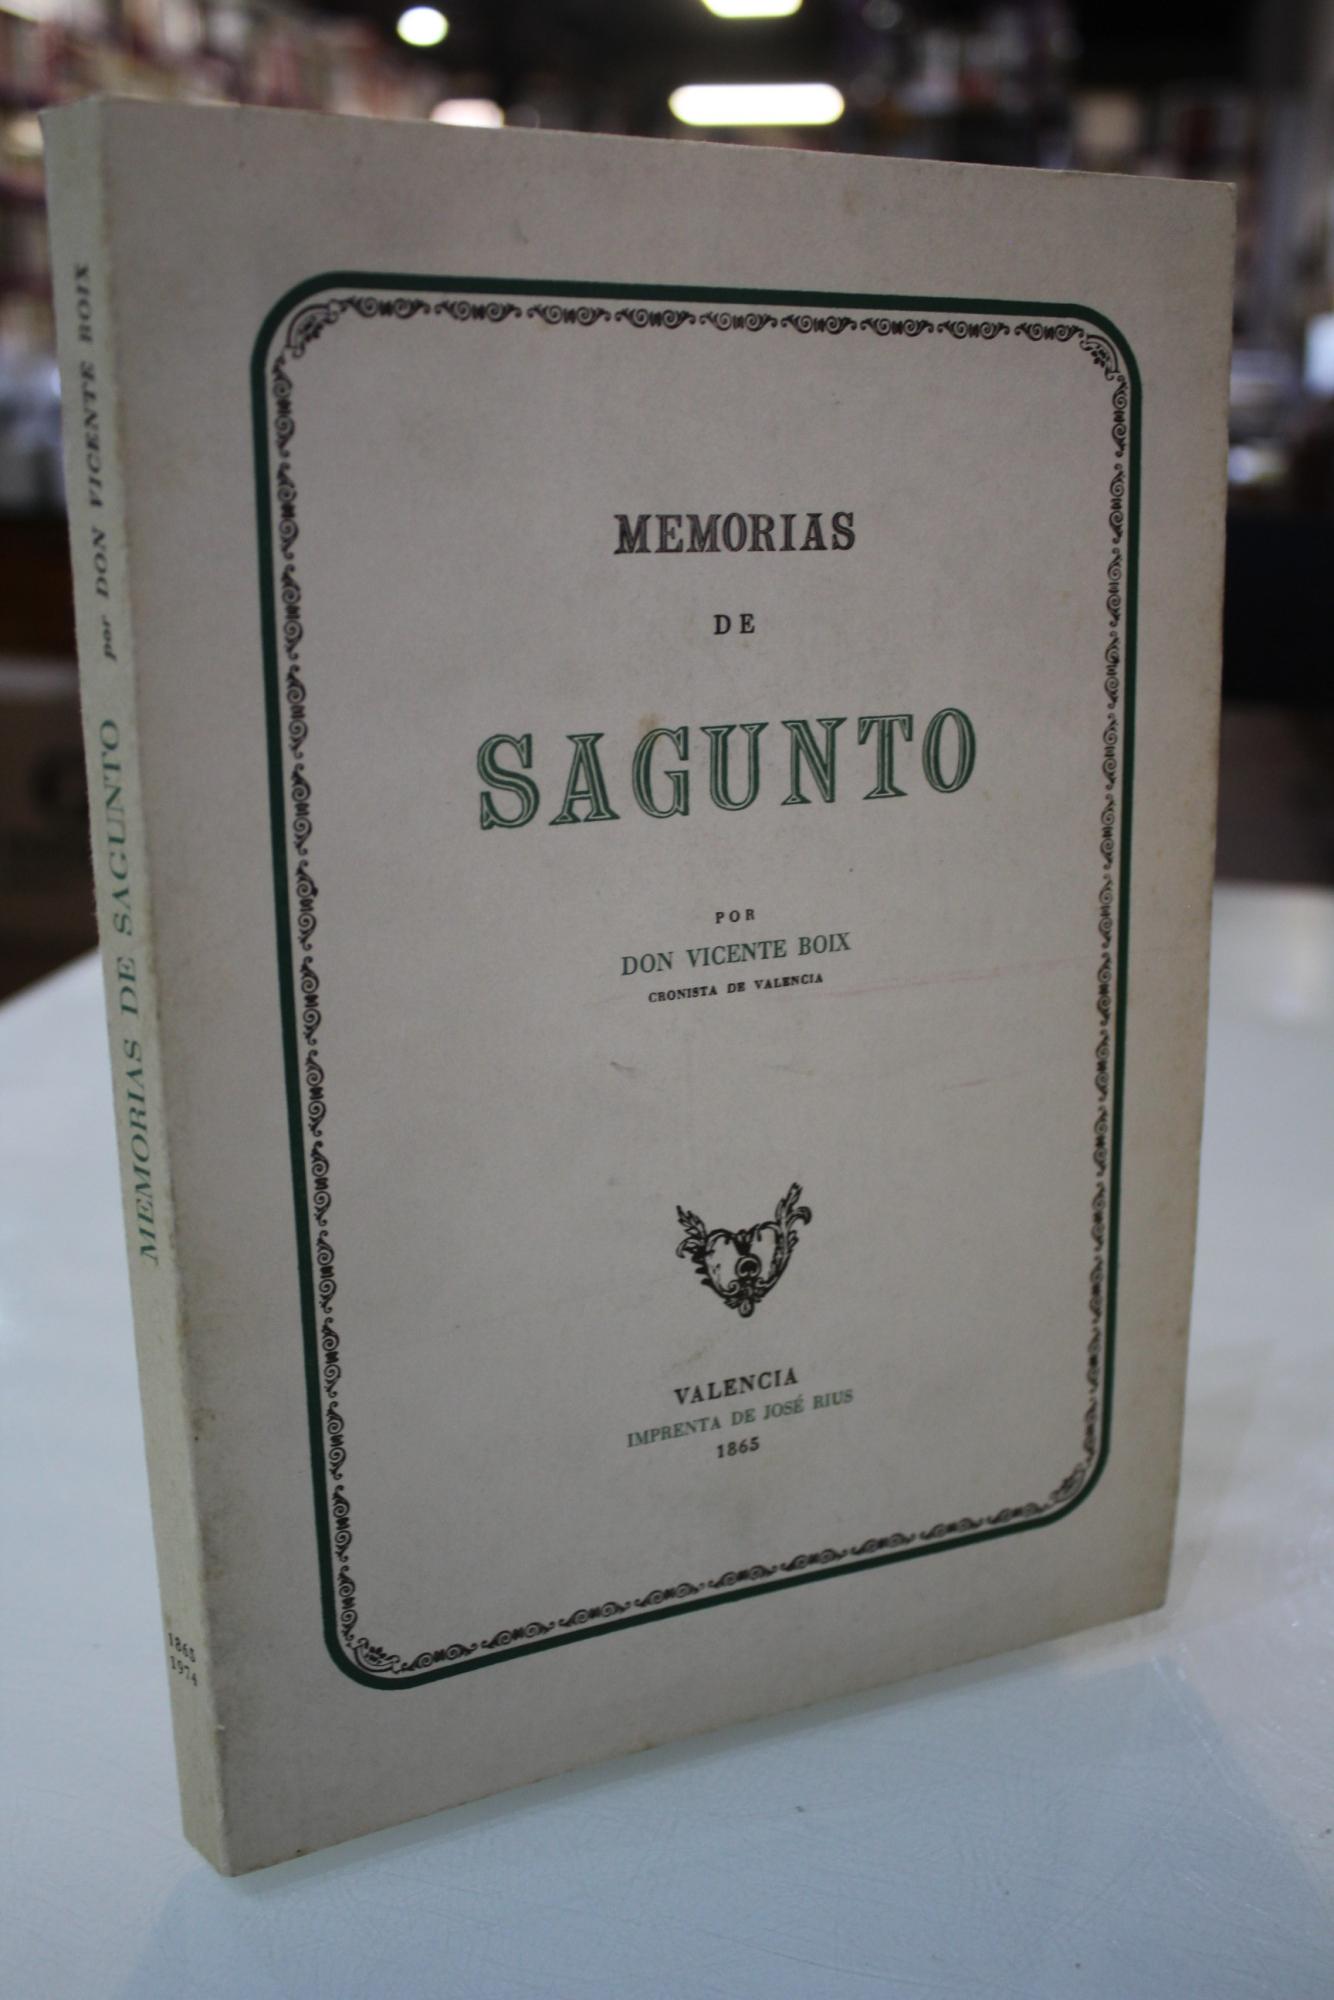 MEMORIAS
DE
SAGUNTO
POR
DON VICENTE BOIX
CRONISTA DE VALENCIA
VALENCIA
IMPRENTA DE JOSÉ RIUS
1865
MEMORIAS DE SAGUNTO por DON VICENTE BOIX
1865
1974